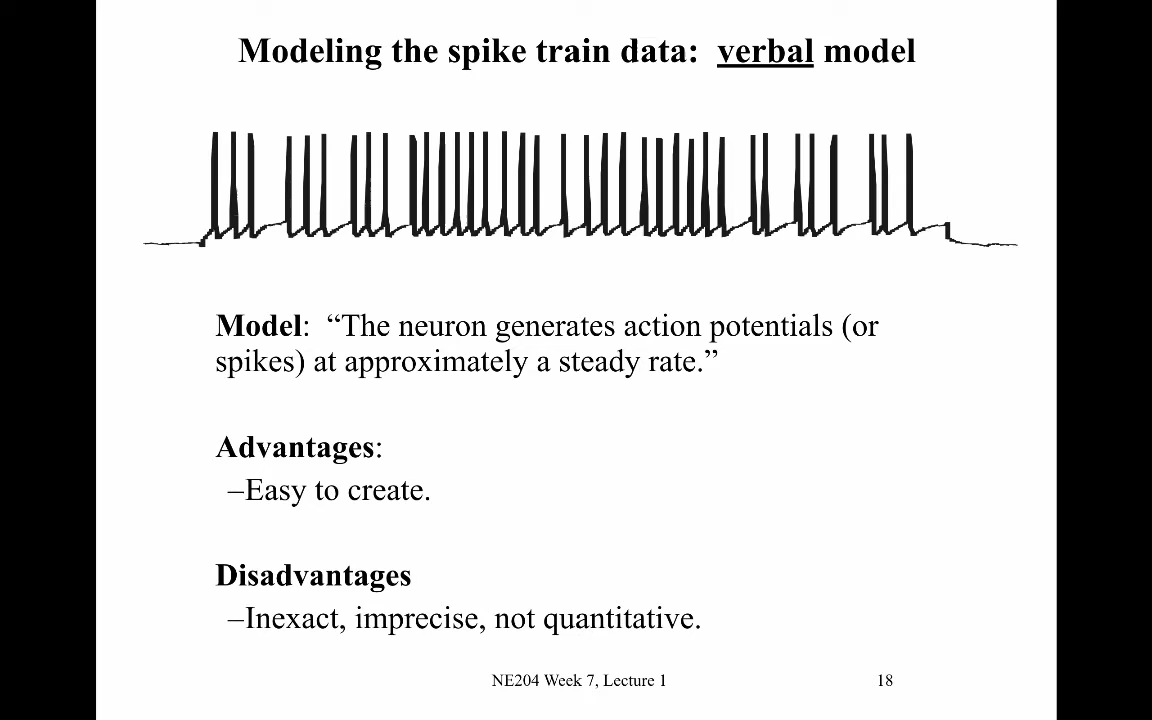 Modeling the spike train data:  verbal model
Model:  “The neuron generates action potentials (or
spikes) at approximately a steady rate.”
Advantages:
–Easy to create.
Disadvantages
–Inexact, imprecise, not quantitative.
NE204 Week 7, Lecture 1
18